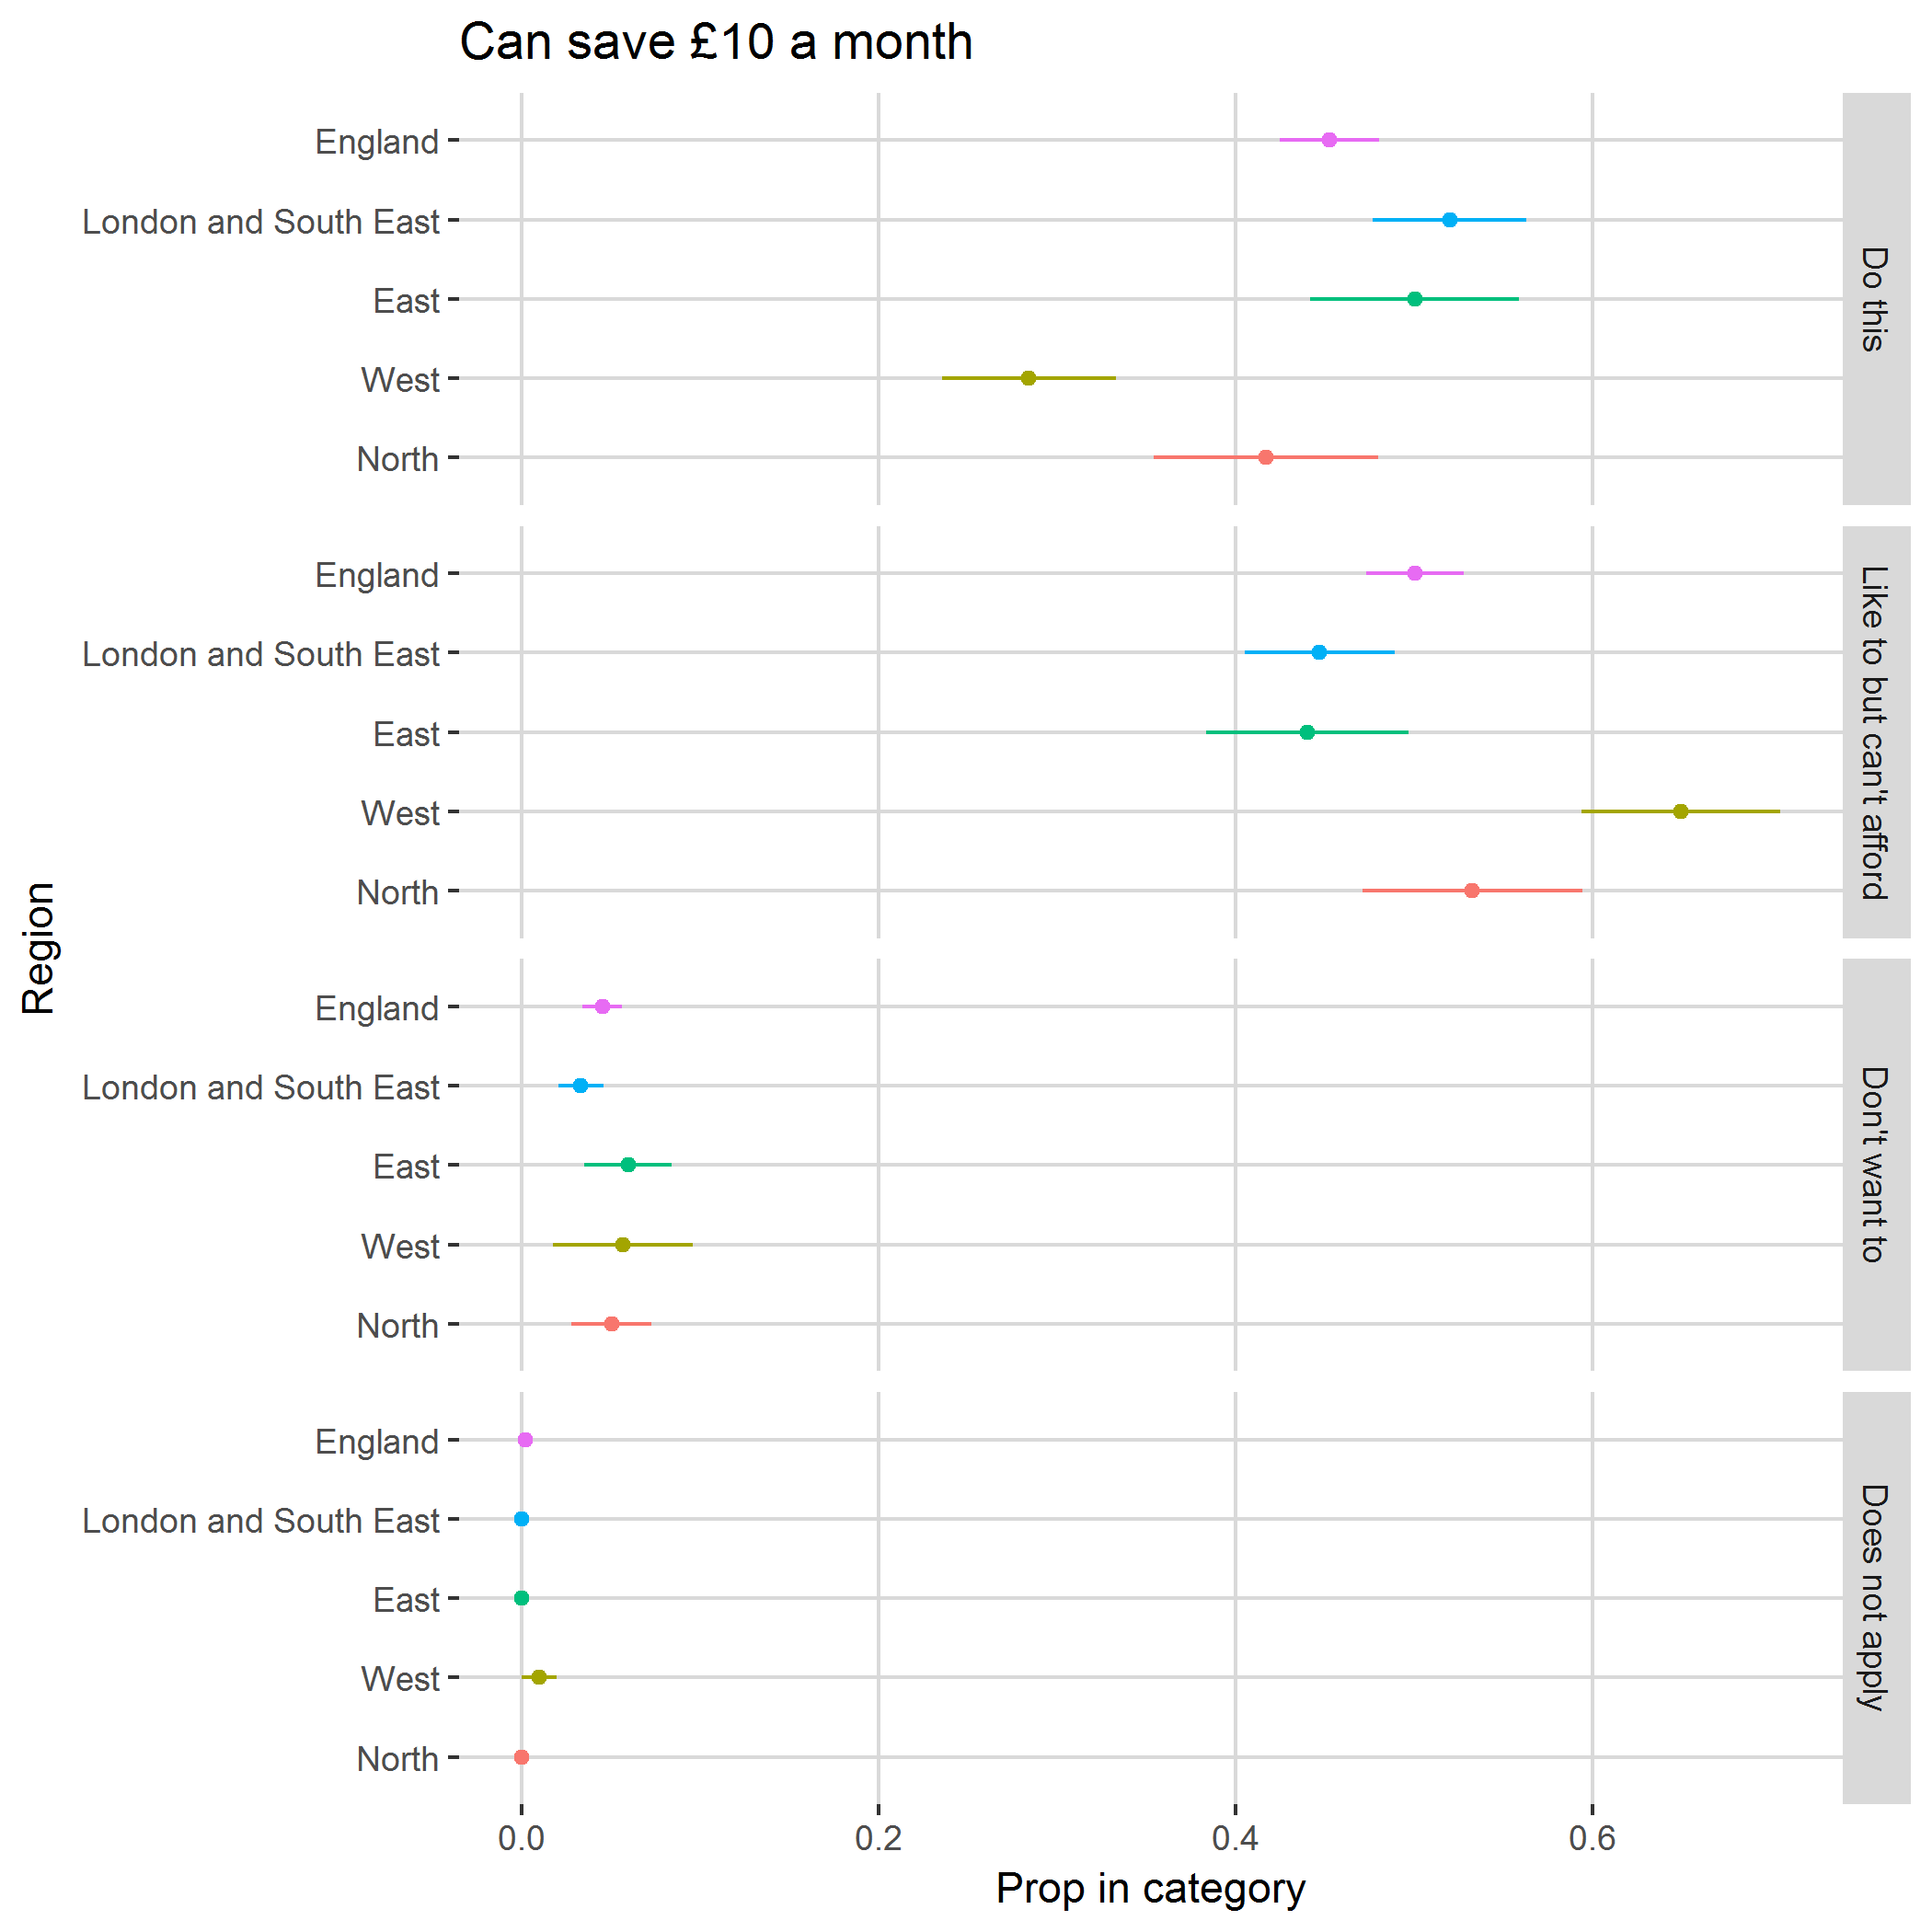 Can save £10 a month
England
London and South East
East
West
North
Do this
England
London and South East
East
West
North
Like to but can't afford
England
London and South East
East
West
North
Don't want to
England
London and South East
East
West
North
Does not apply
Region
0.0 0.2 0.4 0.6
Prop in category